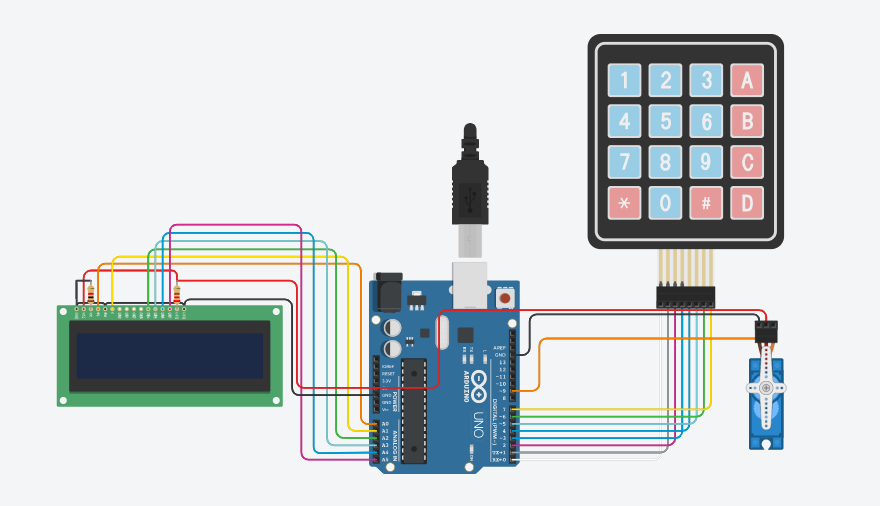 1 2 3 A
4 5 6 B
7 8 9 C
* 0 # D
AREF
GND
13
12
~11
~10
~9
8
7
~6
~5
4
~3
2
TX→1
RX←0
DIGITAL (PWM~)
L
TX
RX
ON
ARDUINO
UNO
IOREF
RESET
3.3V
GND
GND
Vin
POWER
A0
A1
A2
A3
A4
A5
ANALOG IN